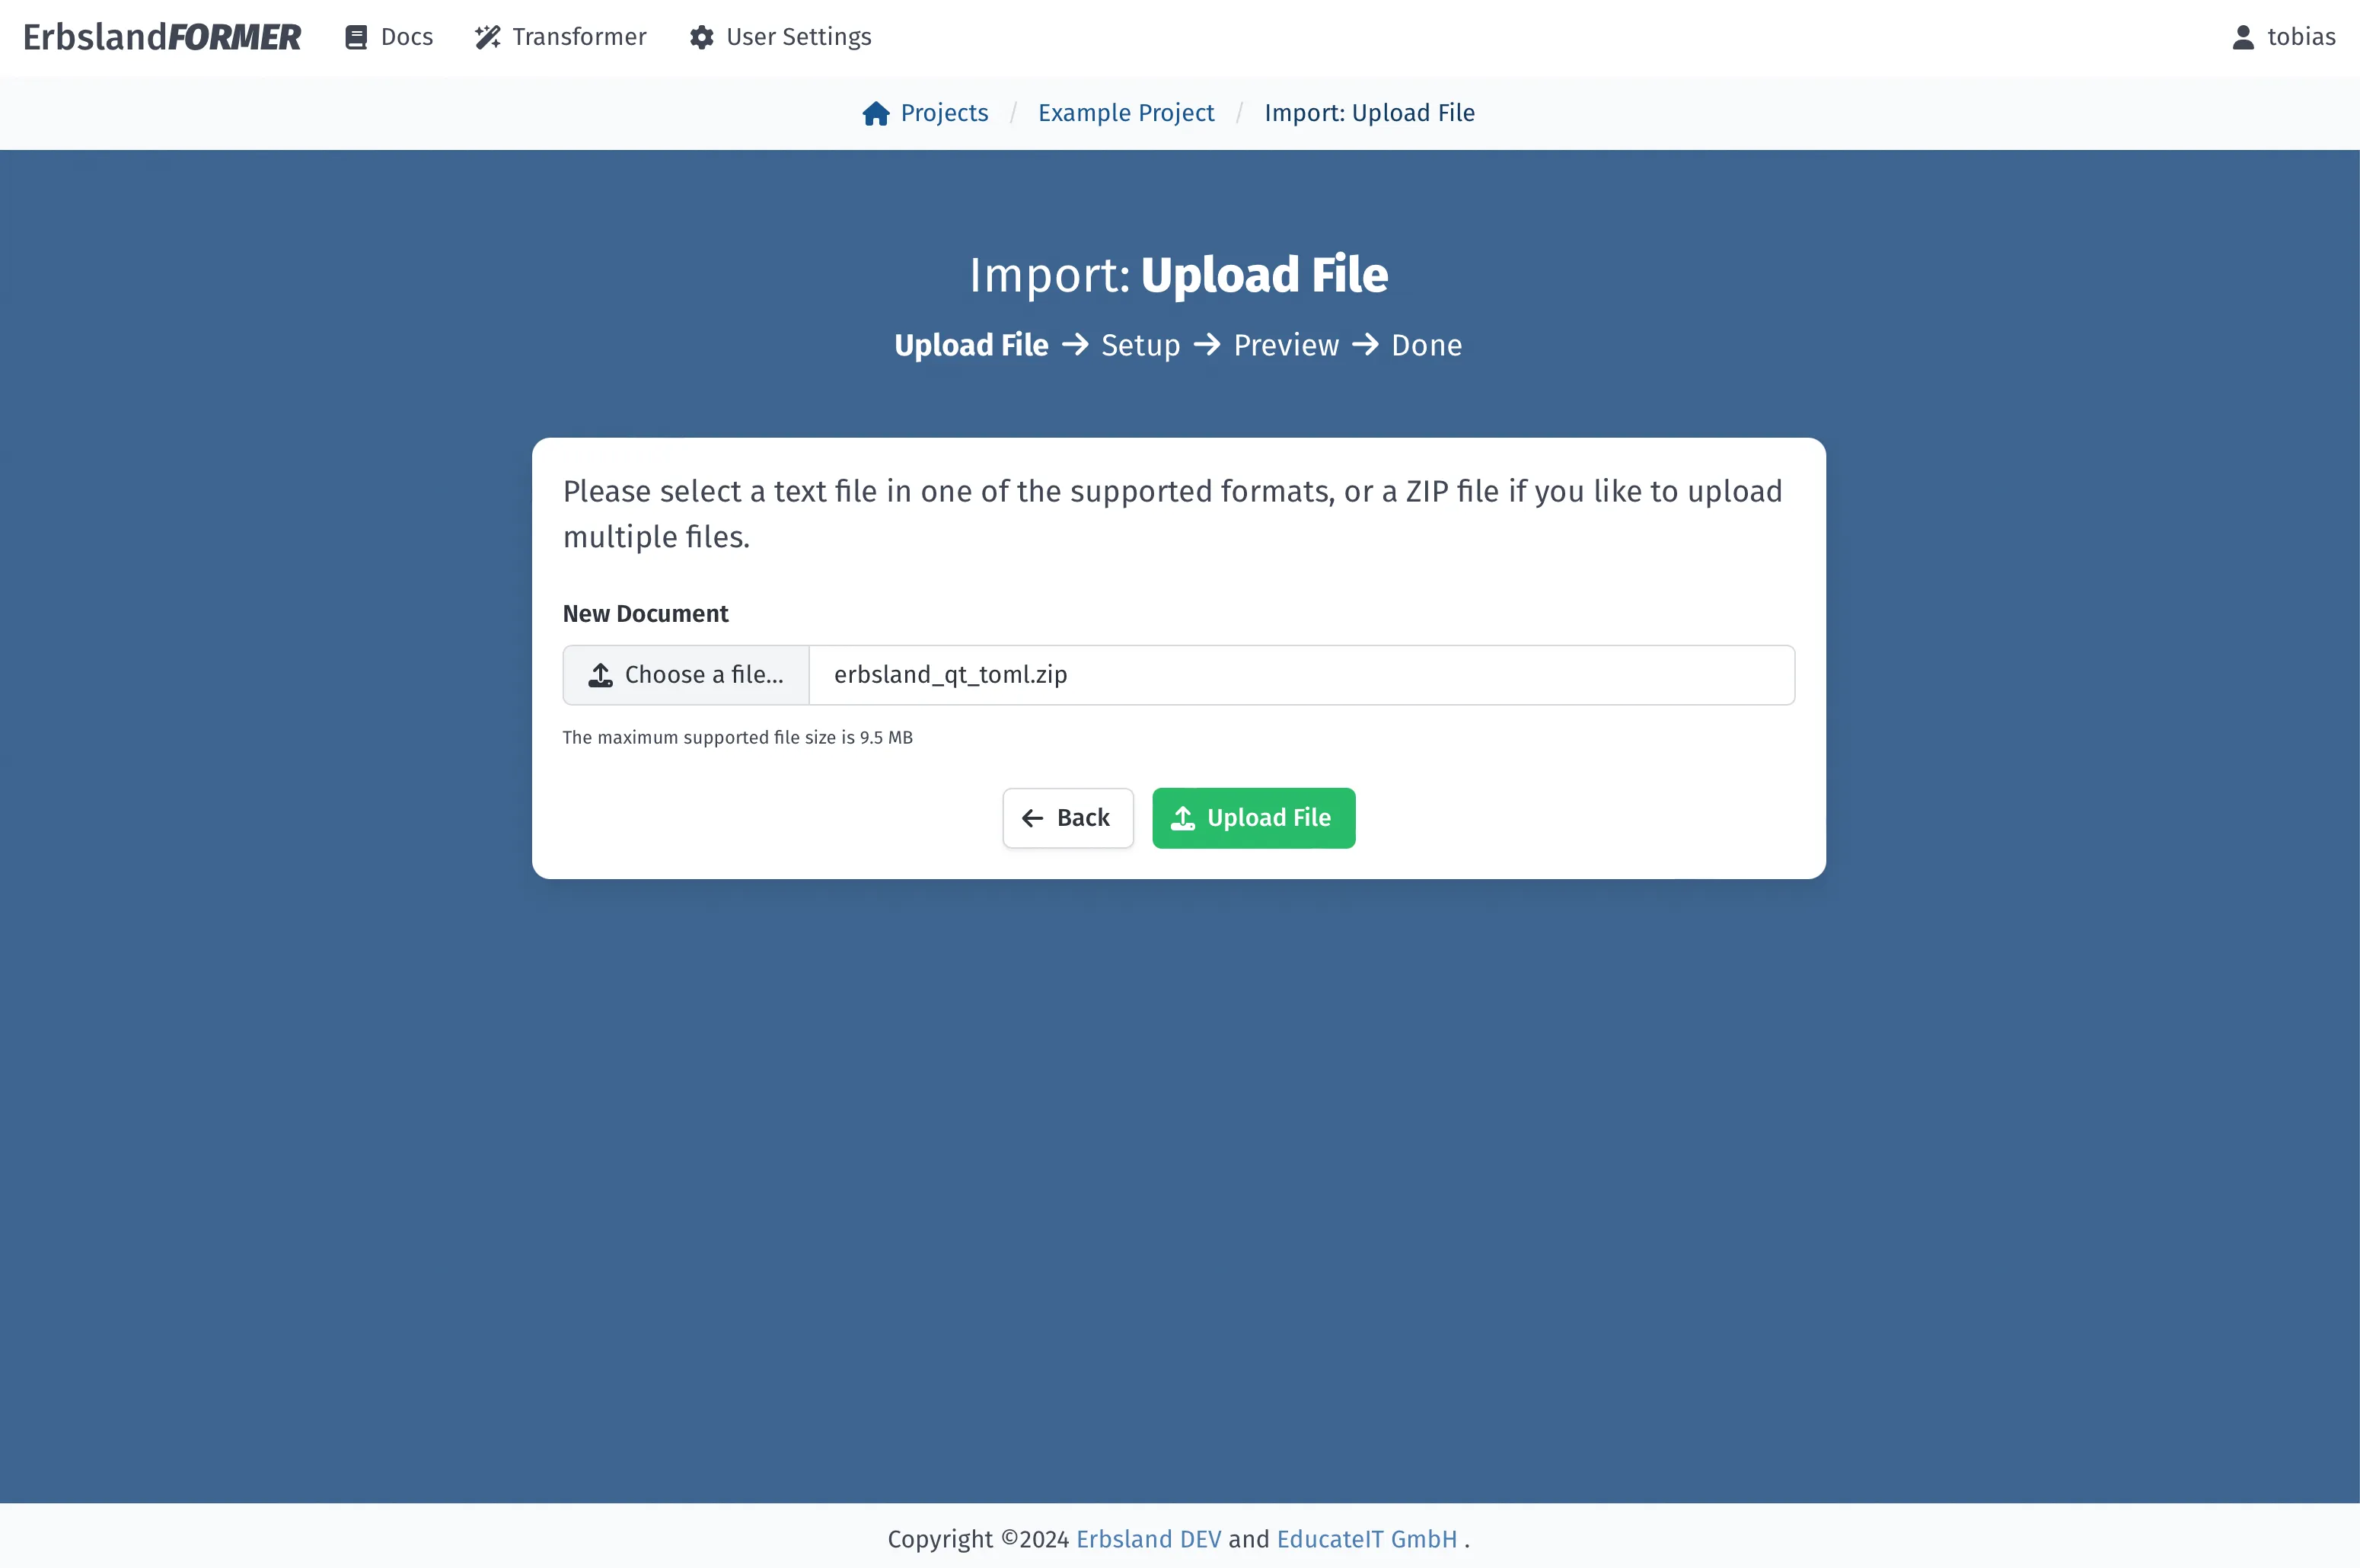 ErbslandFORMER Docs Transformer User Settings tobias
Projects / Example Project / Import: Upload File
Import: Upload File
Upload File → Setup → Preview → Done
Please select a text file in one of the supported formats, or a ZIP file if you like to upload
multiple files.
New Document
Choose a file... erbsland_qt_toml.zip
The maximum supported file size is 9.5 MB
Back Upload File
Copyright ©2024 Erbsland DEV and EducateIT GmbH .